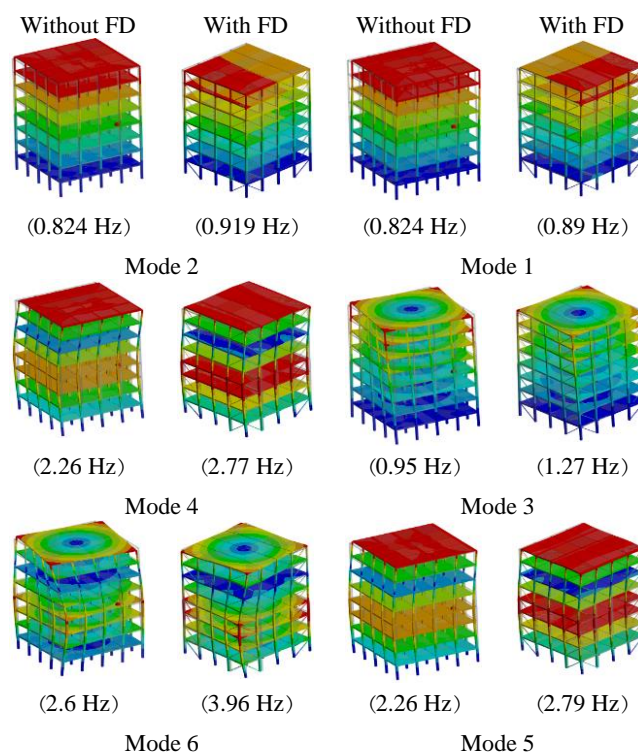 Without FD With FD Without FD With FD
(0.824 Hz) (0.919 Hz) (0.824 Hz) (0.89 Hz)
Mode 2 Mode 1
(2.26 Hz) (2.77 Hz) (0.95 Hz) (1.27 Hz)
Mode 4 Mode 3
(2.6 Hz) (3.96 Hz) (2.26 Hz) (2.79 Hz)
Mode 6 Mode 5